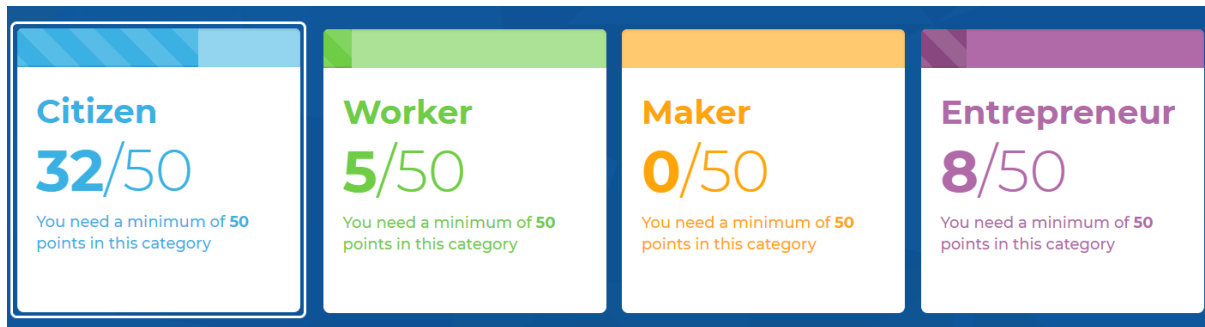 Citizen
32/50
You need a minimum of 50
points in this category
Worker
5/50
You need a minimum of 50
points in this category
Maker
0/50
You need a minimum of 50
points in this category
Entrepreneur
8/50
You need a minimum of 50
points in this category